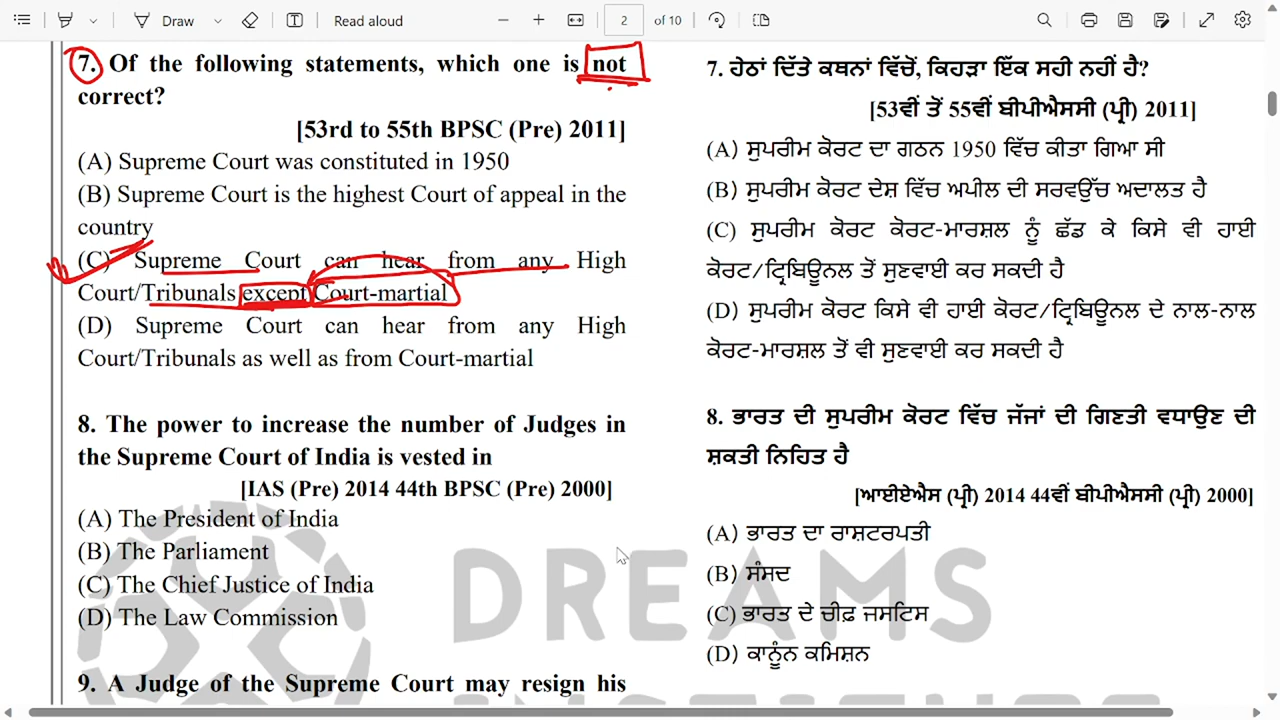 Draw
Read aloud
2 of 10
7. Of the following statements, which one is not
correct?
[53rd to 55th BPSC (Pre) 2011]
(A) Supreme Court was constituted in 1950
(B) Supreme Court is the highest Court of appeal in the
country
(C) Supreme Court can hear from any High
Court/Tribunals except Court-martial
(D) Supreme Court can hear from any High
Court/Tribunals as well as from Court-martial
8. The power to increase the number of Judges in
the Supreme Court of India is vested in
[IAS (Pre) 2014 44th BPSC (Pre) 2000]
(A) The President of India
(B) The Parliament
(C) The Chief Justice of India
(D) The Law Commission
9. A Judge of the Supreme Court may resign his
7. ਹੇਠਾਂ ਦਿੱਤੇ ਕਥਨਾਂ ਵਿੱਚੋਂ, ਕਿਹੜਾ ਇੱਕ ਸਹੀ ਨਹੀਂ ਹੈ?
[53ਵੀਂ ਤੋਂ 55ਵੀਂ ਬੀਪੀਐਸਸੀ (ਪ੍ਰੀ) 2011]
(A) ਸੁਪਰੀਮ ਕੋਰਟ ਦਾ ਗਠਨ 1950 ਵਿੱਚ ਕੀਤਾ ਗਿਆ ਸੀ
(B) ਸੁਪਰੀਮ ਕੋਰਟ ਦੇਸ਼ ਵਿੱਚ ਅਪੀਲ ਦੀ ਸਰਵਉੱਚ ਅਦਾਲਤ ਹੈ
(C) ਸੁਪਰੀਮ ਕੋਰਟ ਕੋਰਟ-ਮਾਰਸ਼ਲ ਨੂੰ ਛੱਡ ਕੇ ਕਿਸੇ ਵੀ ਹਾਈ
ਕੋਰਟ/ਟ੍ਰਿਬਿਊਨਲ ਤੋਂ ਸੁਣਵਾਈ ਕਰ ਸਕਦੀ ਹੈ
(D) ਸੁਪਰੀਮ ਕੋਰਟ ਕਿਸੇ ਵੀ ਹਾਈ ਕੋਰਟ/ਟ੍ਰਿਬਿਊਨਲ ਦੇ ਨਾਲ-ਨਾਲ
ਕੋਰਟ-ਮਾਰਸ਼ਲ ਤੋਂ ਵੀ ਸੁਣਵਾਈ ਕਰ ਸਕਦੀ ਹੈ
8. ਭਾਰਤ ਦੀ ਸੁਪਰੀਮ ਕੋਰਟ ਵਿੱਚ ਜੱਜਾਂ ਦੀ ਗਿਣਤੀ ਵਧਾਉਣ ਦੀ
ਸ਼ਕਤੀ ਨਿਹਿਤ ਹੈ
[ਆਈਏਐਸ (ਪ੍ਰੀ) 2014 44ਵੀਂ ਬੀਪੀਐਸਸੀ (ਪ੍ਰੀ) 2000]
(A) ਭਾਰਤ ਦਾ ਰਾਸ਼ਟਰਪਤੀ
(B) ਸੰਸਦ
(C) ਭਾਰਤ ਦੇ ਚੀਫ਼ ਜਸਟਿਸ
(D) ਕਾਨੂੰਨ ਕਮਿਸ਼ਨ
DREAMS